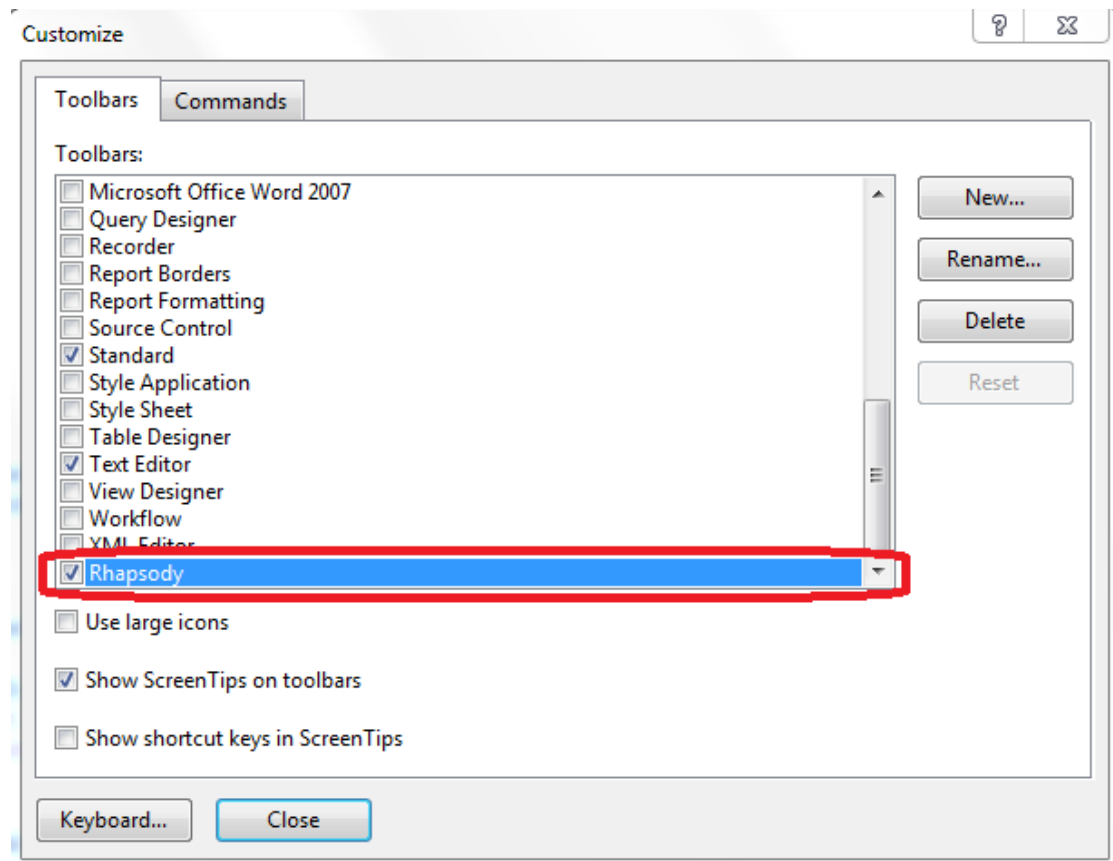 Customize
Toolbars
Commands
Toolbars:
Microsoft Office Word 2007
Query Designer
Recorder
Report Borders
Report Formatting
Source Control
Standard
Style Application
Style Sheet
Table Designer
Text Editor
View Designer
Workflow
XML Editor
Rhapsody
New...
Rename...
Delete
Reset
Use large icons
Show ScreenTips on toolbars
Show shortcut keys in ScreenTips
Keyboard...
Close